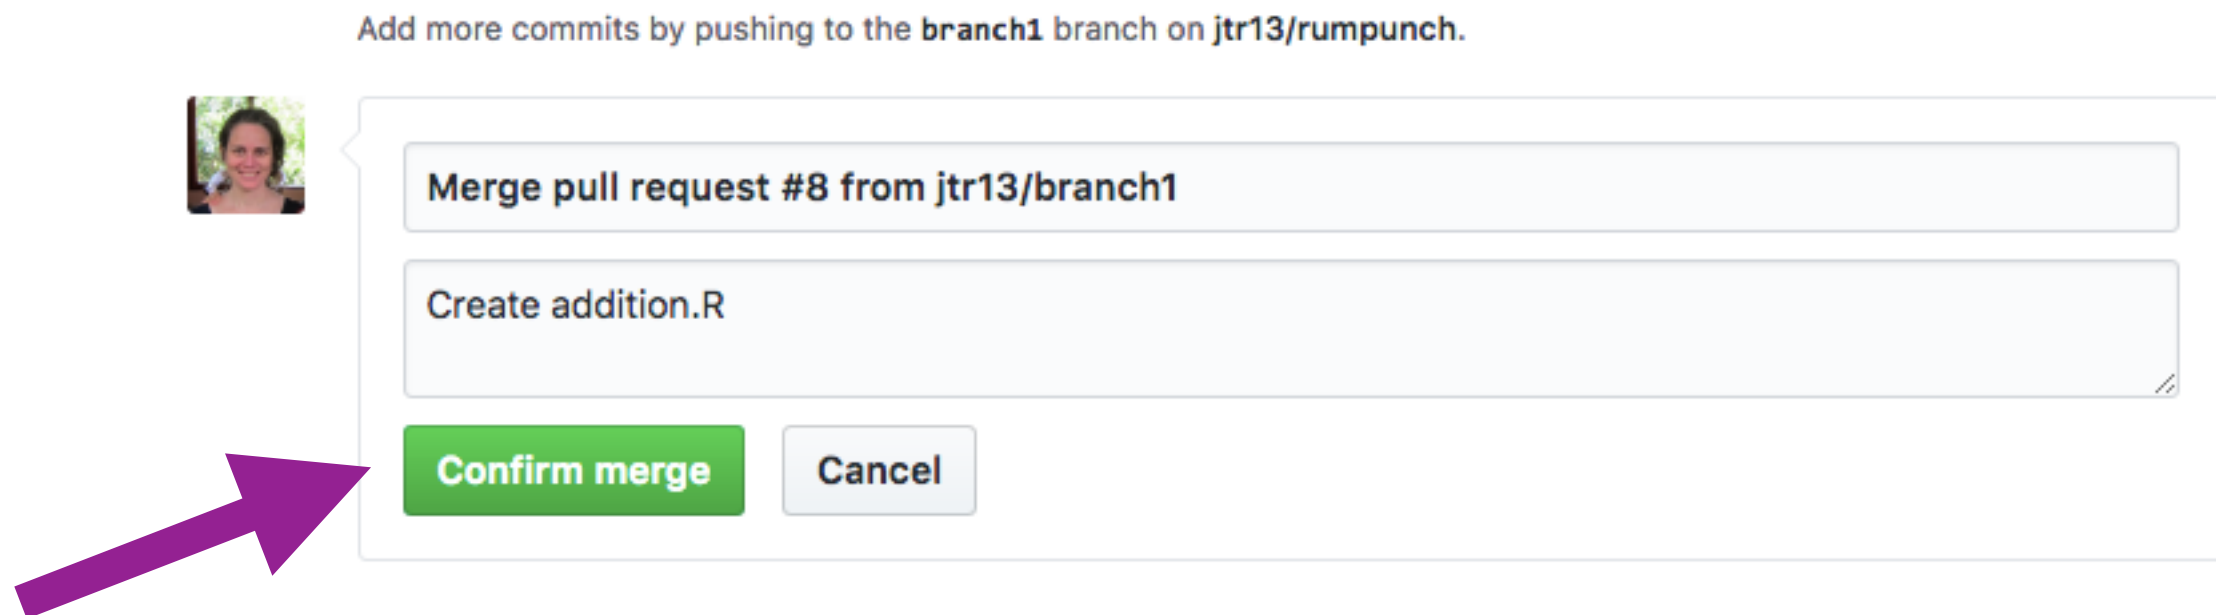 Add more commits by pushing to the branch1 branch on jtr13/rumpunch.
Merge pull request #8 from jtr13/branch1
Create addition.R
Confirm merge
Cancel